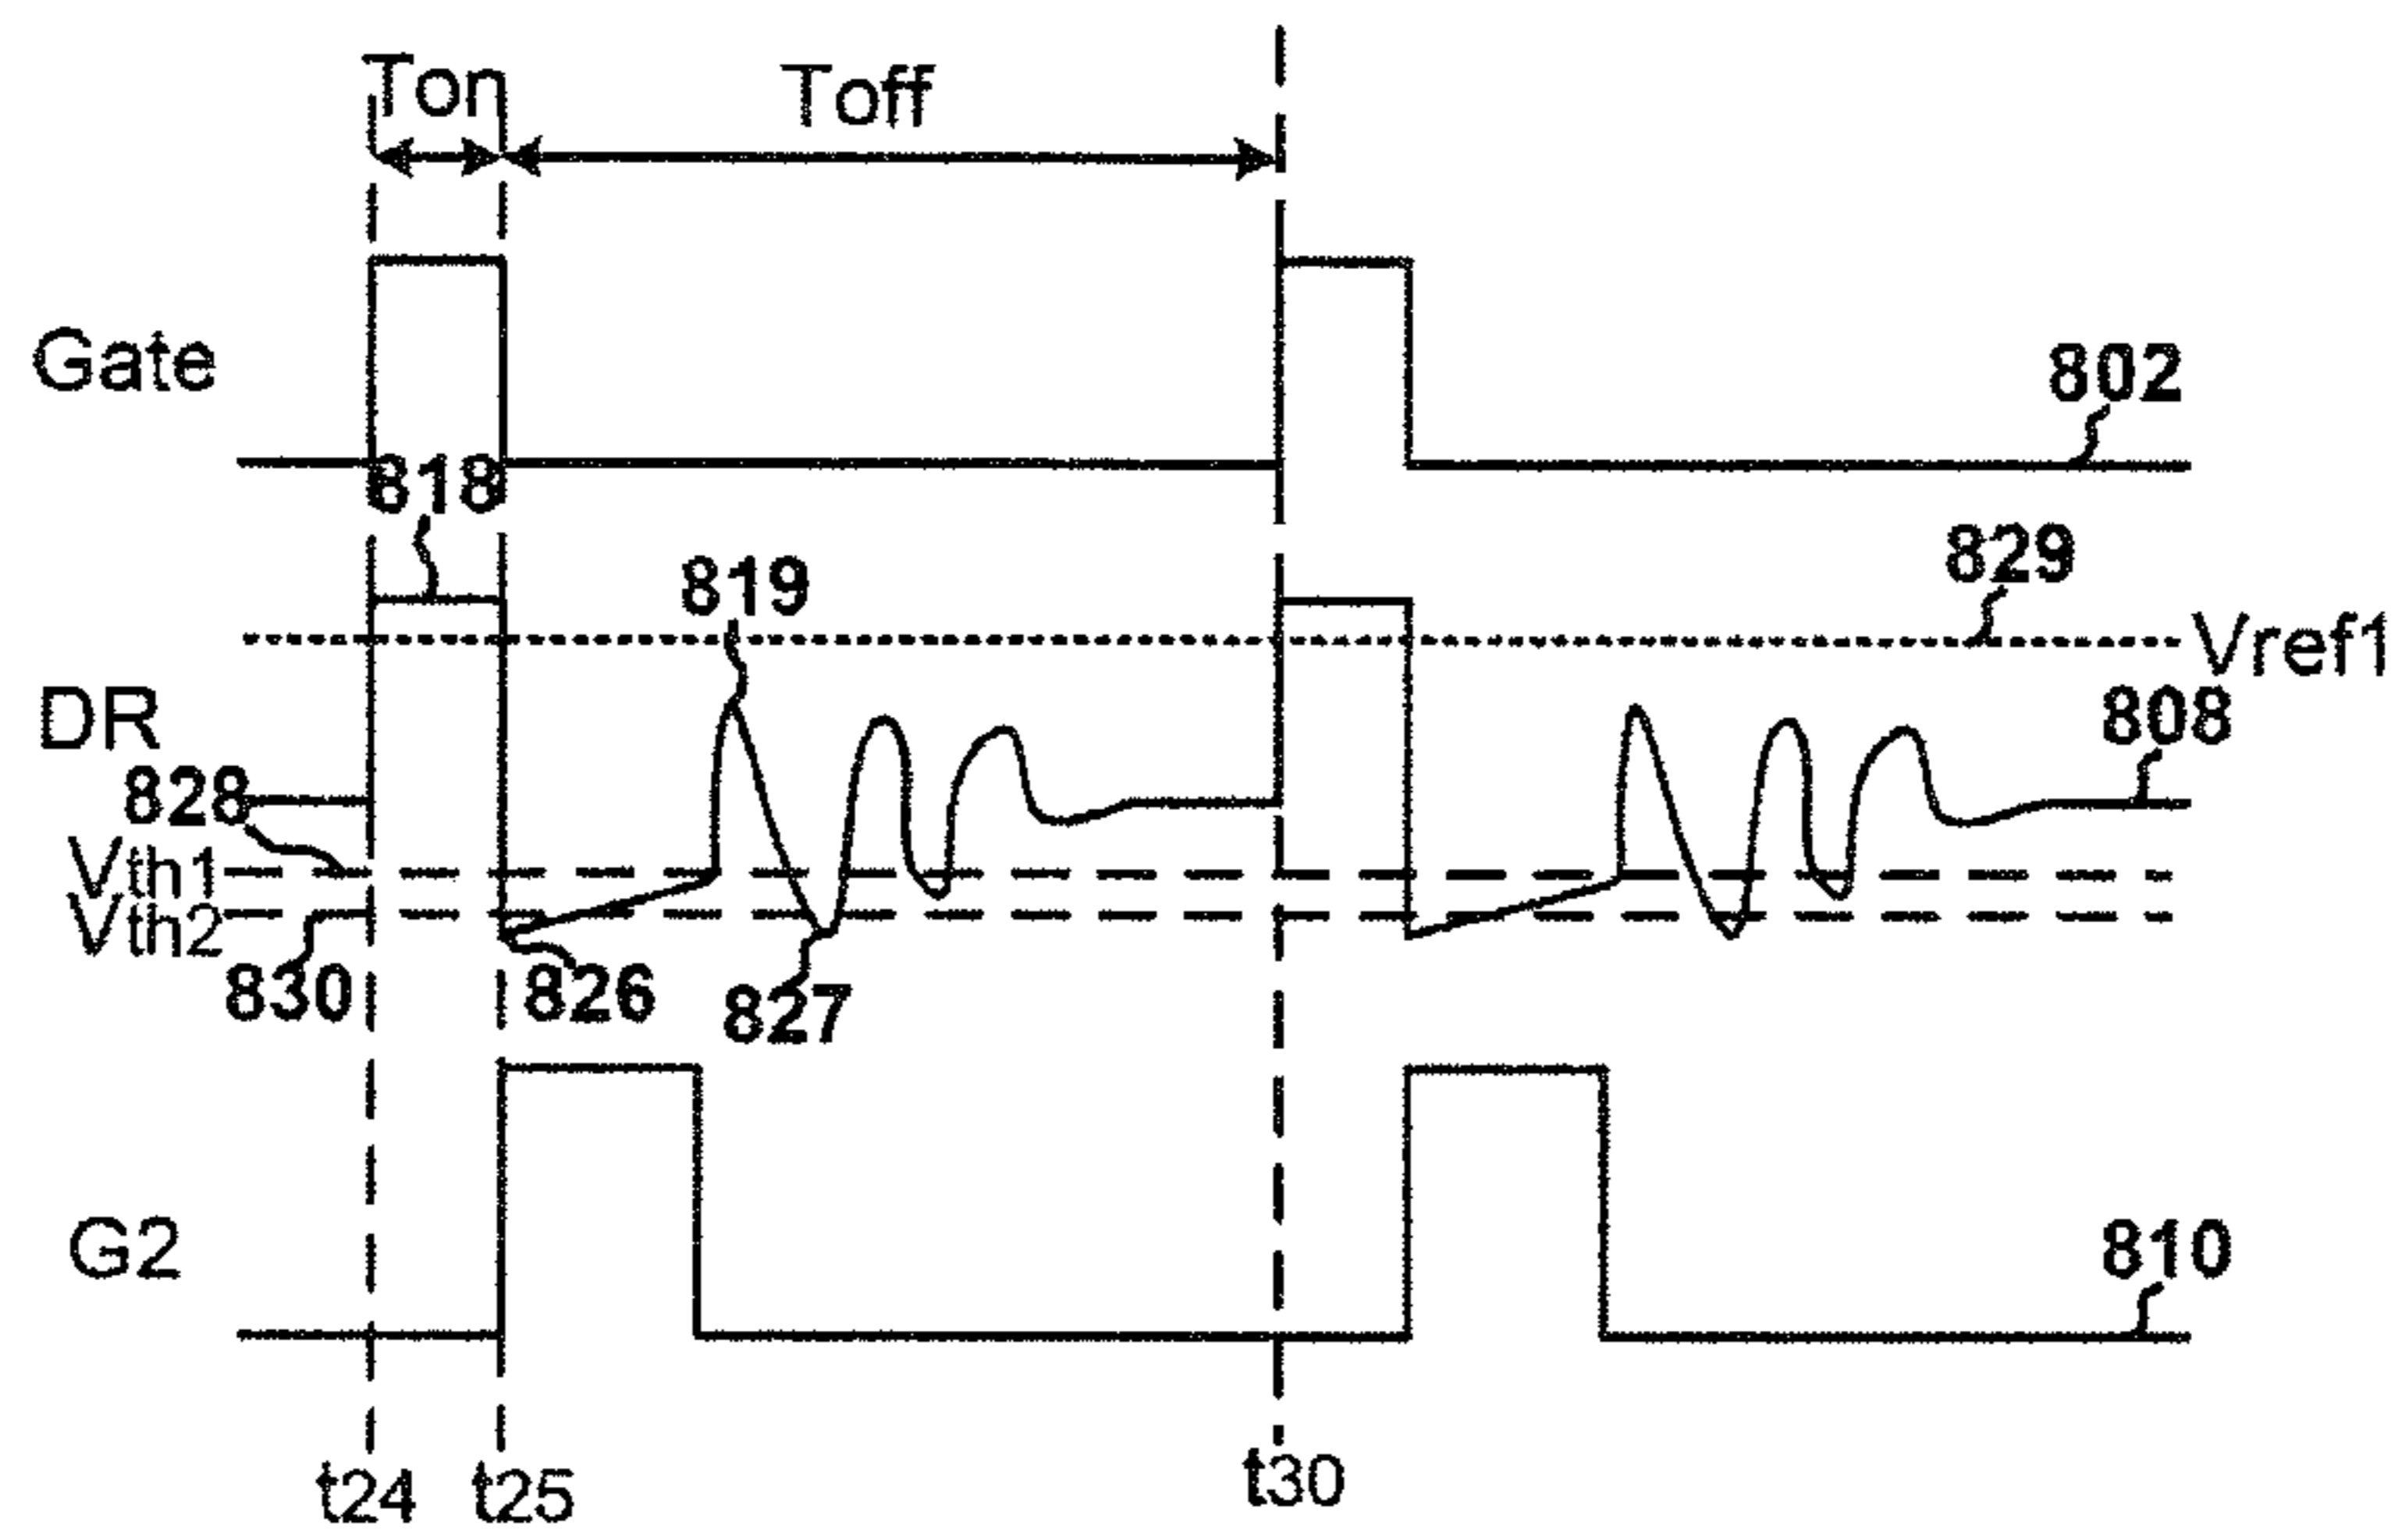 Ton
Toff
Gate
802
818
819
829
Vref1
DR
808
828
Vth1
Vth2
830
826
827
G2
810
t24
t25
t30